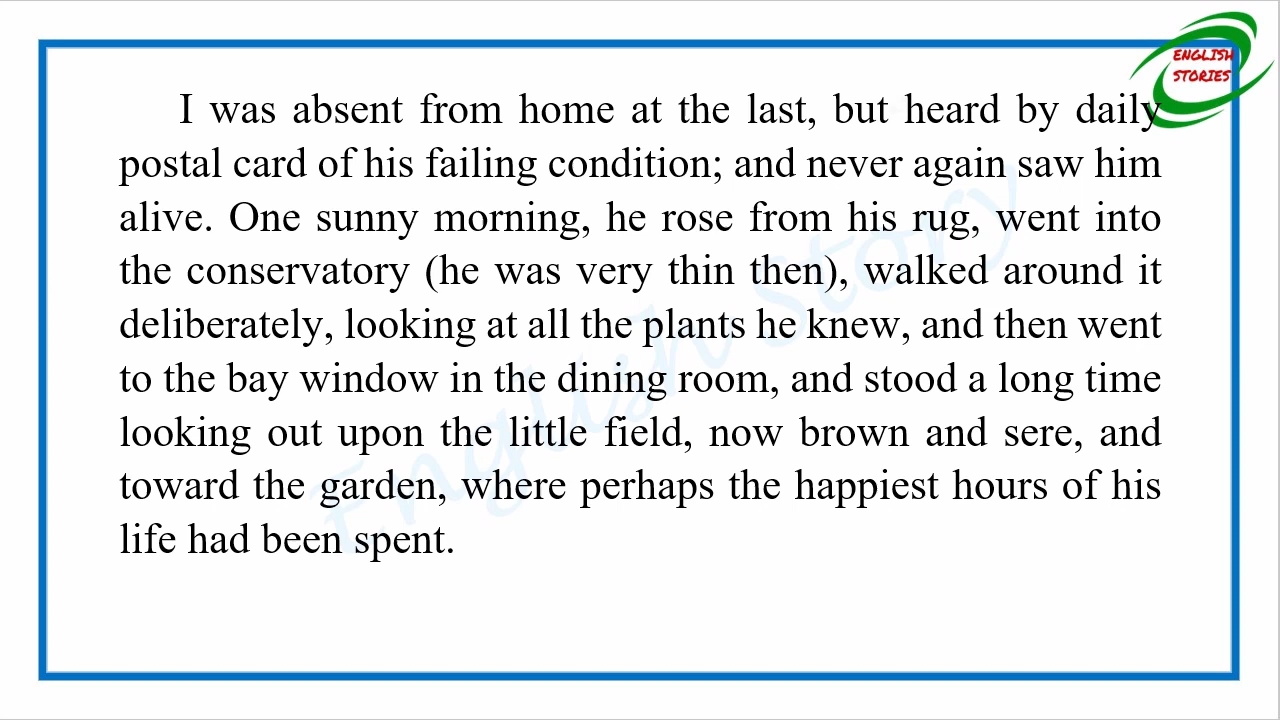 ENGLISH
STORIES
I was absent from home at the last, but heard by daily
postal card of his failing condition; and never again saw him
alive. One sunny morning, he rose from his rug, went into
the conservatory (he was very thin then), walked around it
deliberately, looking at all the plants he knew, and then went
to the bay window in the dining room, and stood a long time
looking out upon the little field, now brown and sere, and
toward the garden, where perhaps the happiest hours of his
life had been spent.
English Story